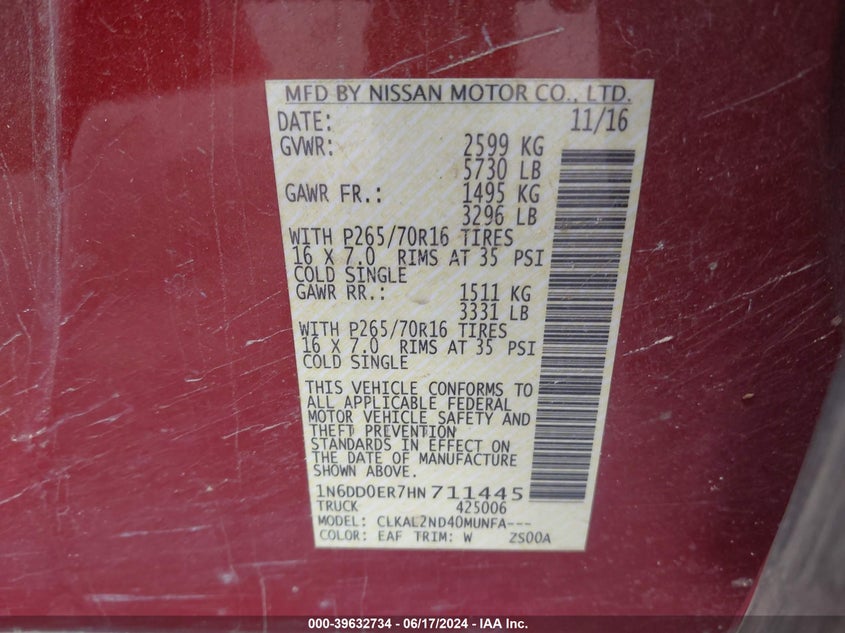 MFD BY NISSAN MOTOR CO., LTD.
DATE: 11/16
GVWR: 2599 KG
5730 LB
GAWR FR.: 1495 KG
3296 LB
WITH P265/70R16 TIRES
16 X 7.0 RIMS AT 35 PSI
COLD SINGLE
GAWR RR.: 1511 KG
3331 LB
WITH P265/70R16 TIRES
16 X 7.0 RIMS AT 35 PSI
COLD SINGLE
THIS VEHICLE CONFORMS TO
ALL APPLICABLE FEDERAL
MOTOR VEHICLE SAFETY AND
THEFT PREVENTION
STANDARDS IN EFFECT ON
THE DATE OF MANUFACTURE
SHOWN ABOVE.
1N6DD0ER7HN711445
TRUCK 425006
MODEL: CLKAL2ND40MUNFA---
COLOR: EAF TRIM: W ZS00A
000-39632734 - 06/17/2024 - IAA Inc.